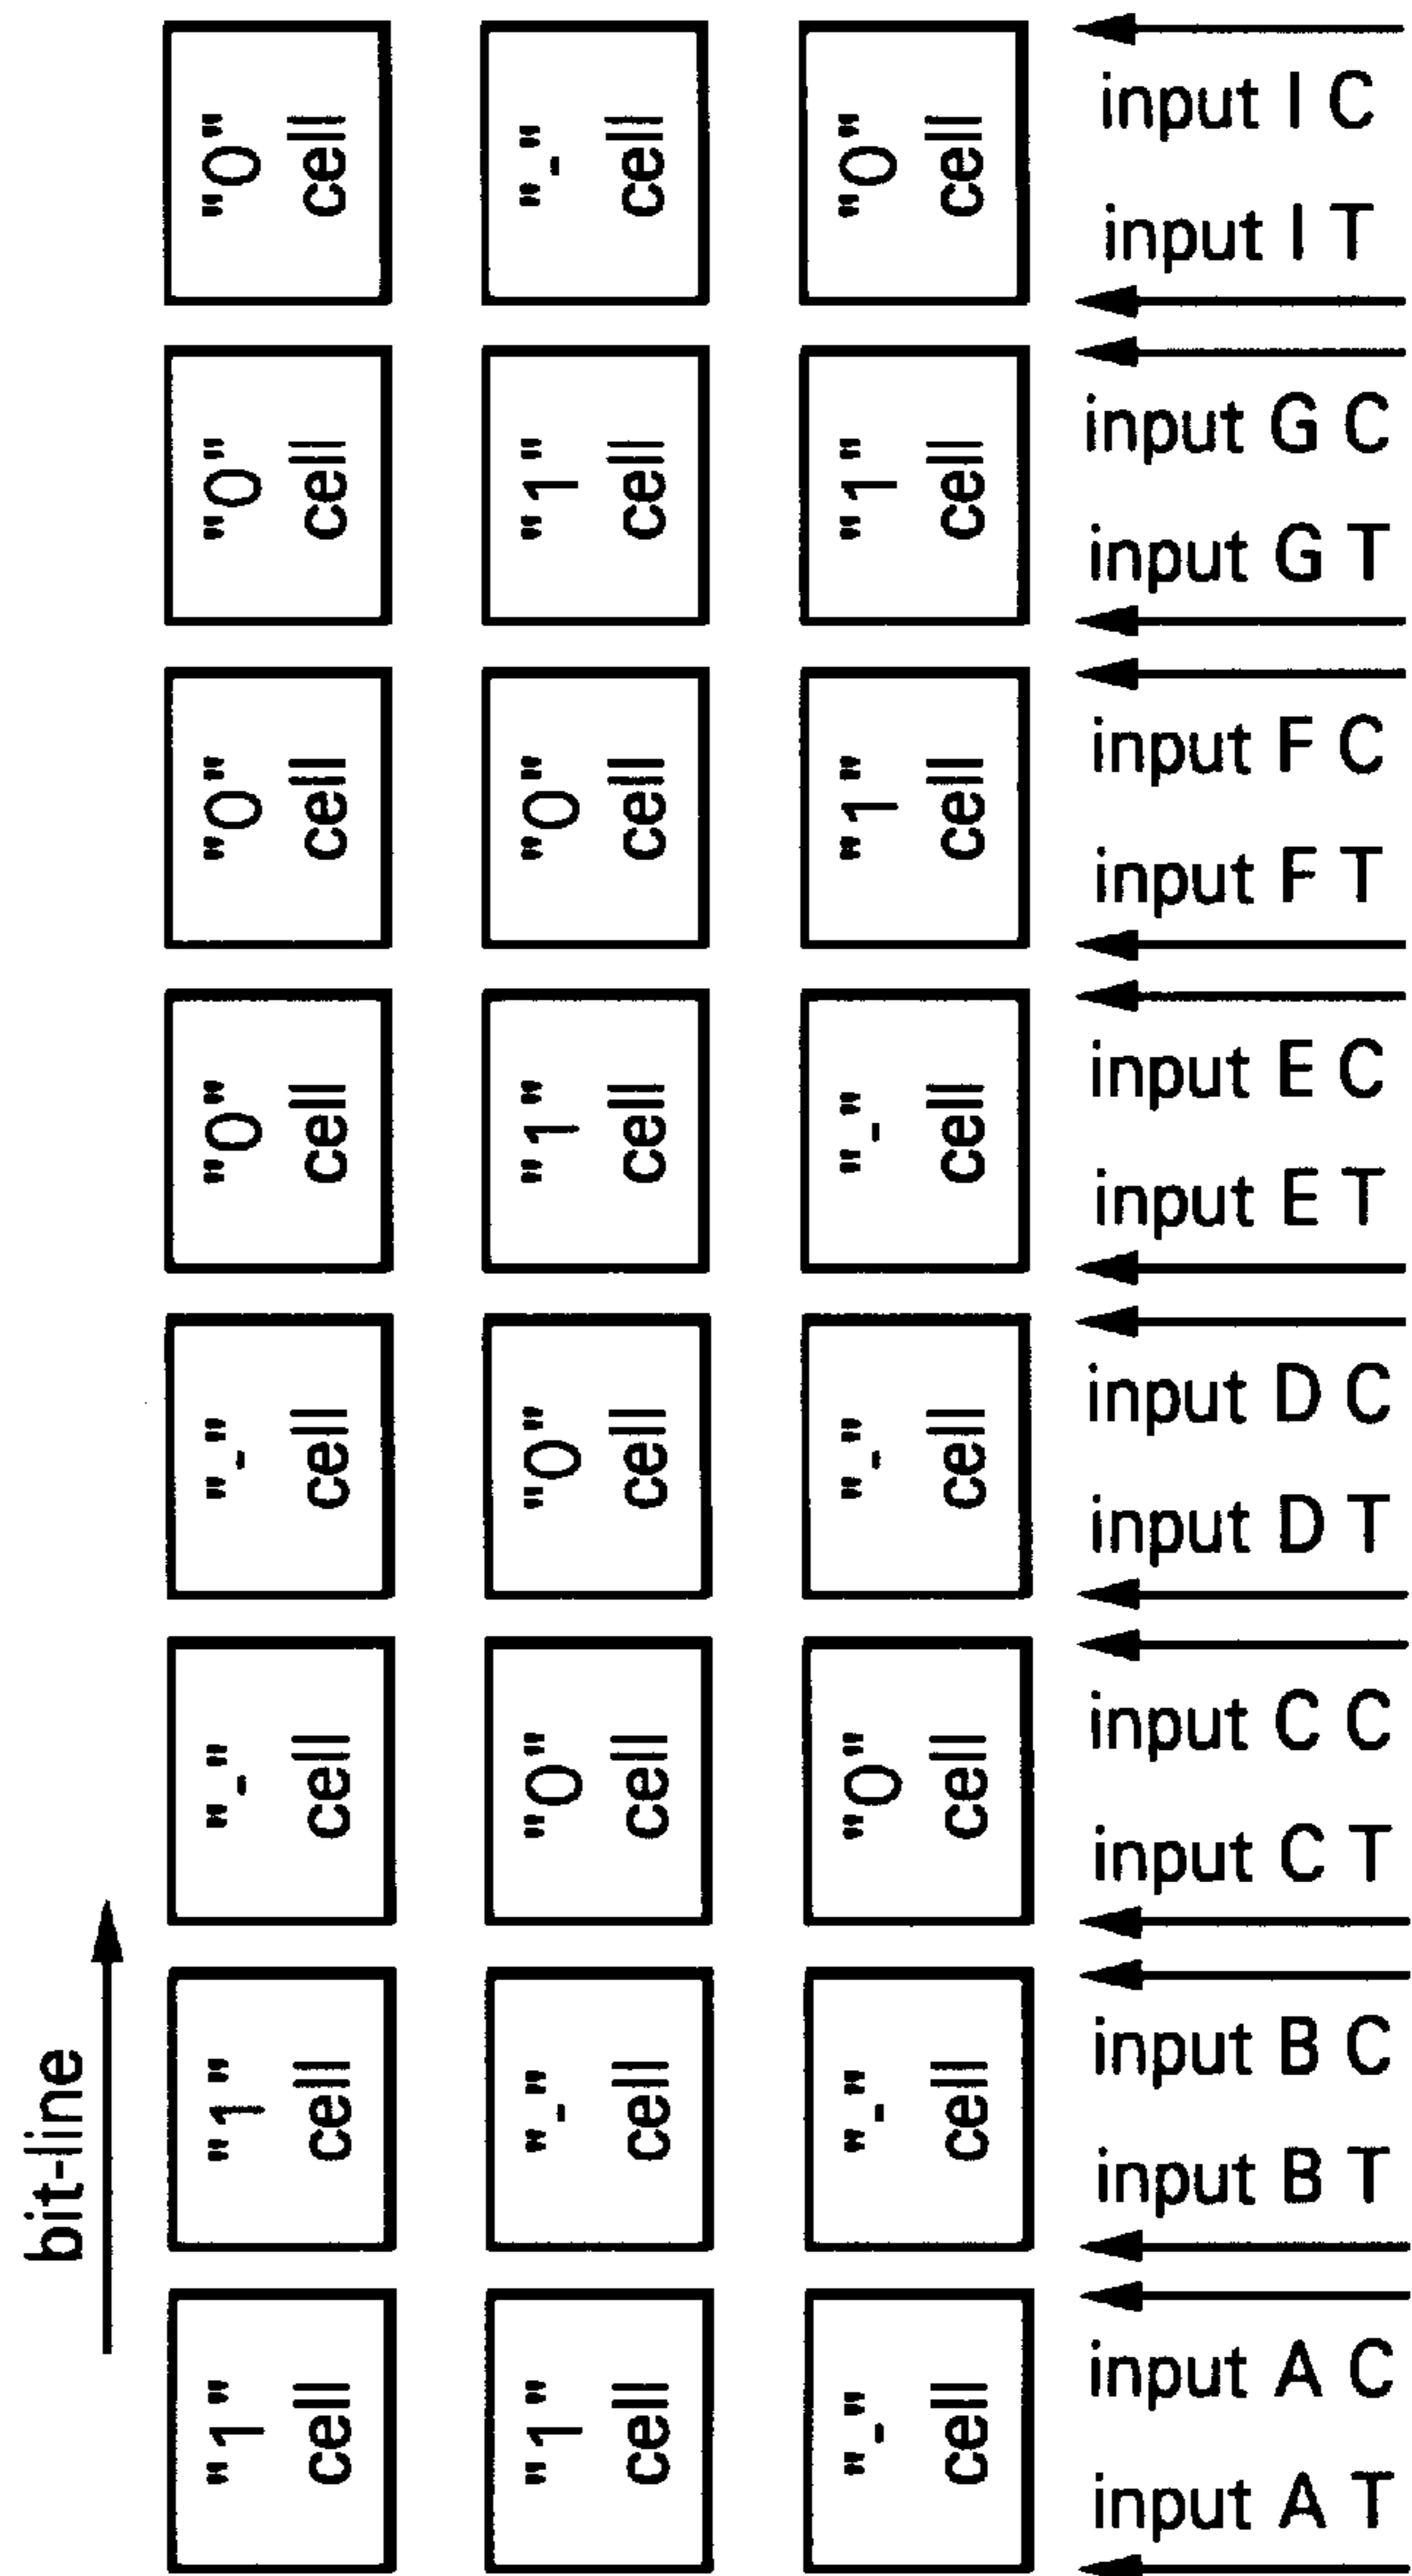 "0"
cell
"-"
cell
"0"
cell
input I C
input I T
"0"
cell
"1"
cell
"1"
cell
input G C
input G T
"0"
cell
"0"
cell
"1"
cell
input F C
input F T
"0"
cell
"1"
cell
"-"
cell
input E C
input E T
"-"
cell
"0"
cell
"-"
cell
input D C
input D T
"-"
cell
"0"
cell
"0"
cell
input C C
input C T
bit-line
"1"
cell
"-"
cell
"-"
cell
input B C
input B T
"1"
cell
"1"
cell
"-"
cell
input A C
input A T